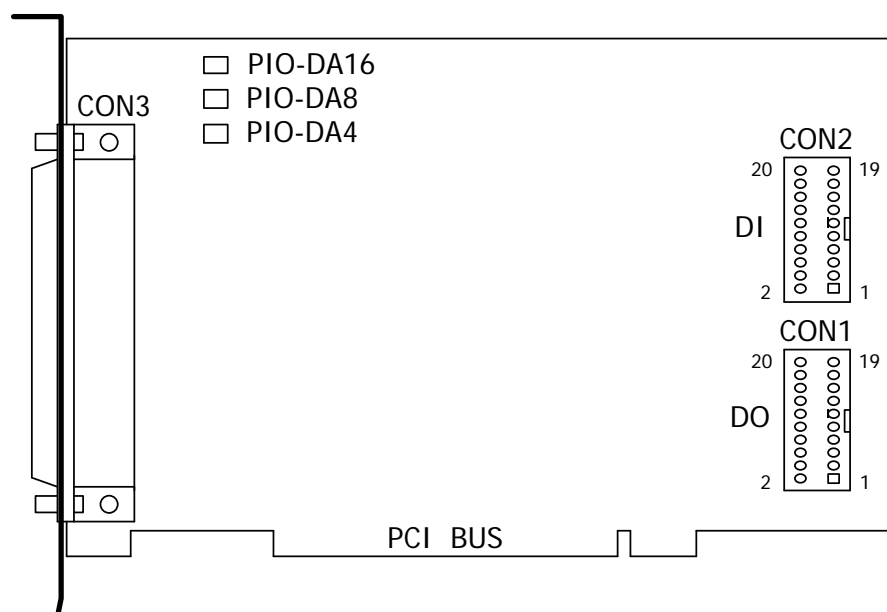 PIO-DA16
PIO-DA8
PIO-DA4
CON3
CON2
20 19
DI
2 1
CON1
20 19
DO
2 1
PCI BUS